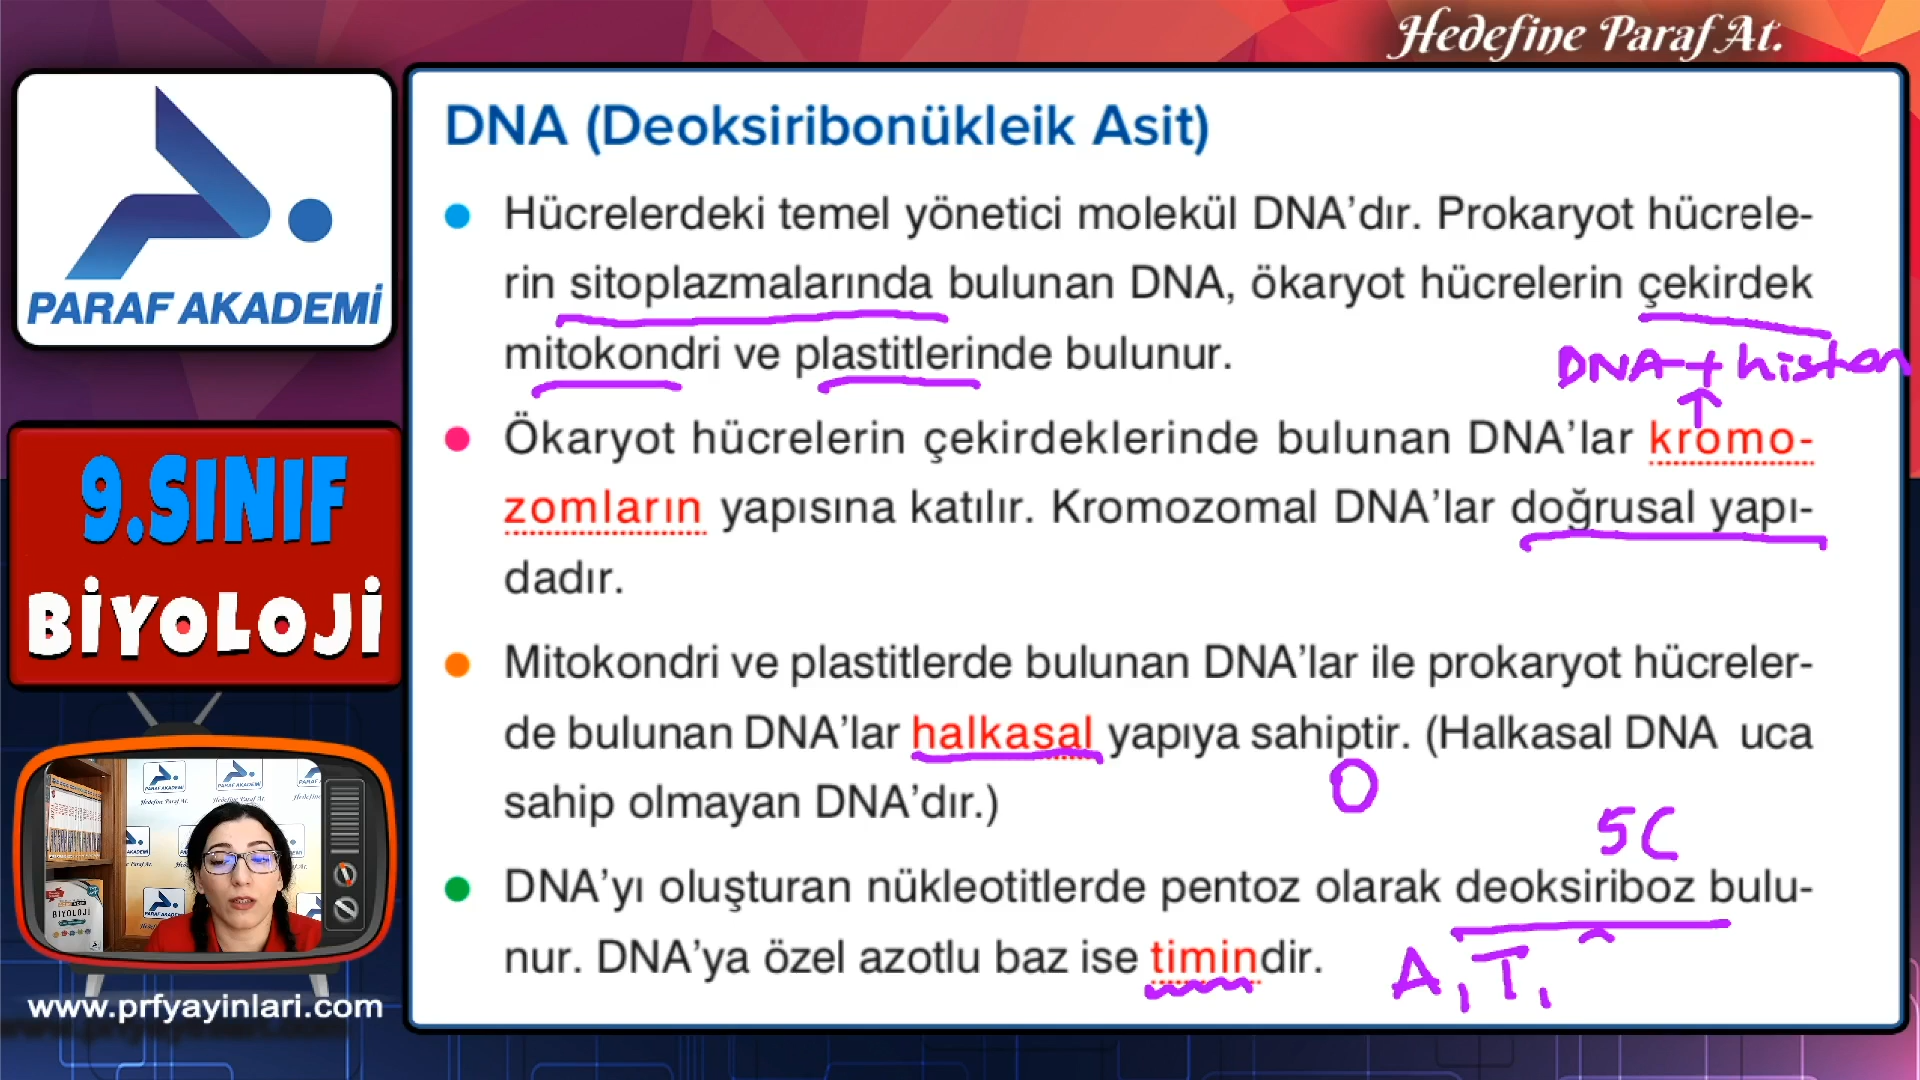 Hedefine Paraf At.
PARAF AKADEMİ
9.SINIF
BİYOLOJİ
www.prfyayinlari.com
DNA (Deoksiribonükleik Asit)
Hücrelerdeki temel yönetici molekül DNA'dır. Prokaryot hücrele-
rin sitoplazmalarında bulunan DNA, ökaryot hücrelerin çekirdek
mitokondri ve plastitlerinde bulunur.
DNA + histon
↑
Ökaryot hücrelerin çekirdeklerinde bulunan DNA'lar kromo-
zomların yapısına katılır. Kromozomal DNA'lar doğrusal yapı-
dadır.
Mitokondri ve plastitlerde bulunan DNA'lar ile prokaryot hücreler-
de bulunan DNA'lar halkasal yapıya sahiptir. (Halkasal DNA uca
sahip olmayan DNA'dır.)
5C
DNA'yı oluşturan nükleotitlerde pentoz olarak deoksiriboz bulu-
nur. DNA'ya özel azotlu baz ise timindir.
A, T,